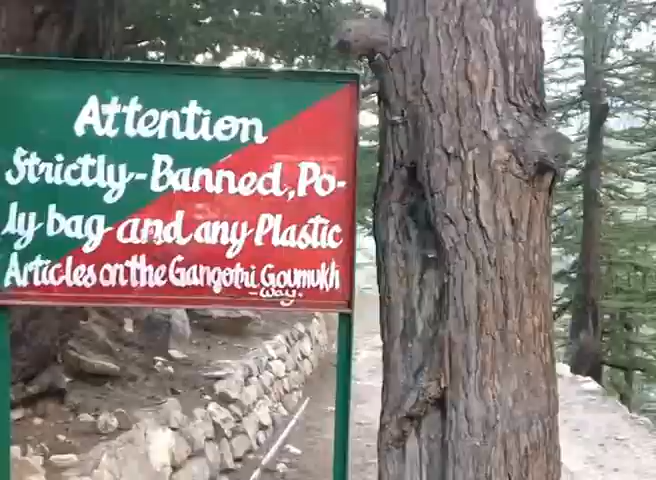 Attention
Strictly-Banned, Po-
ly bag and any Plastic
Articles on the Gangotri Goumukh
-way.